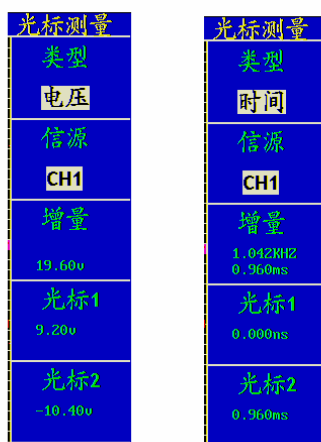 光标测量
类型
电压
信源
CH1
增量
19.60v
光标1
9.20v
光标2
-10.40v
光标测量
类型
时间
信源
CH1
增量
1.042KHZ
0.960ms
光标1
0.000ns
光标2
0.960ms